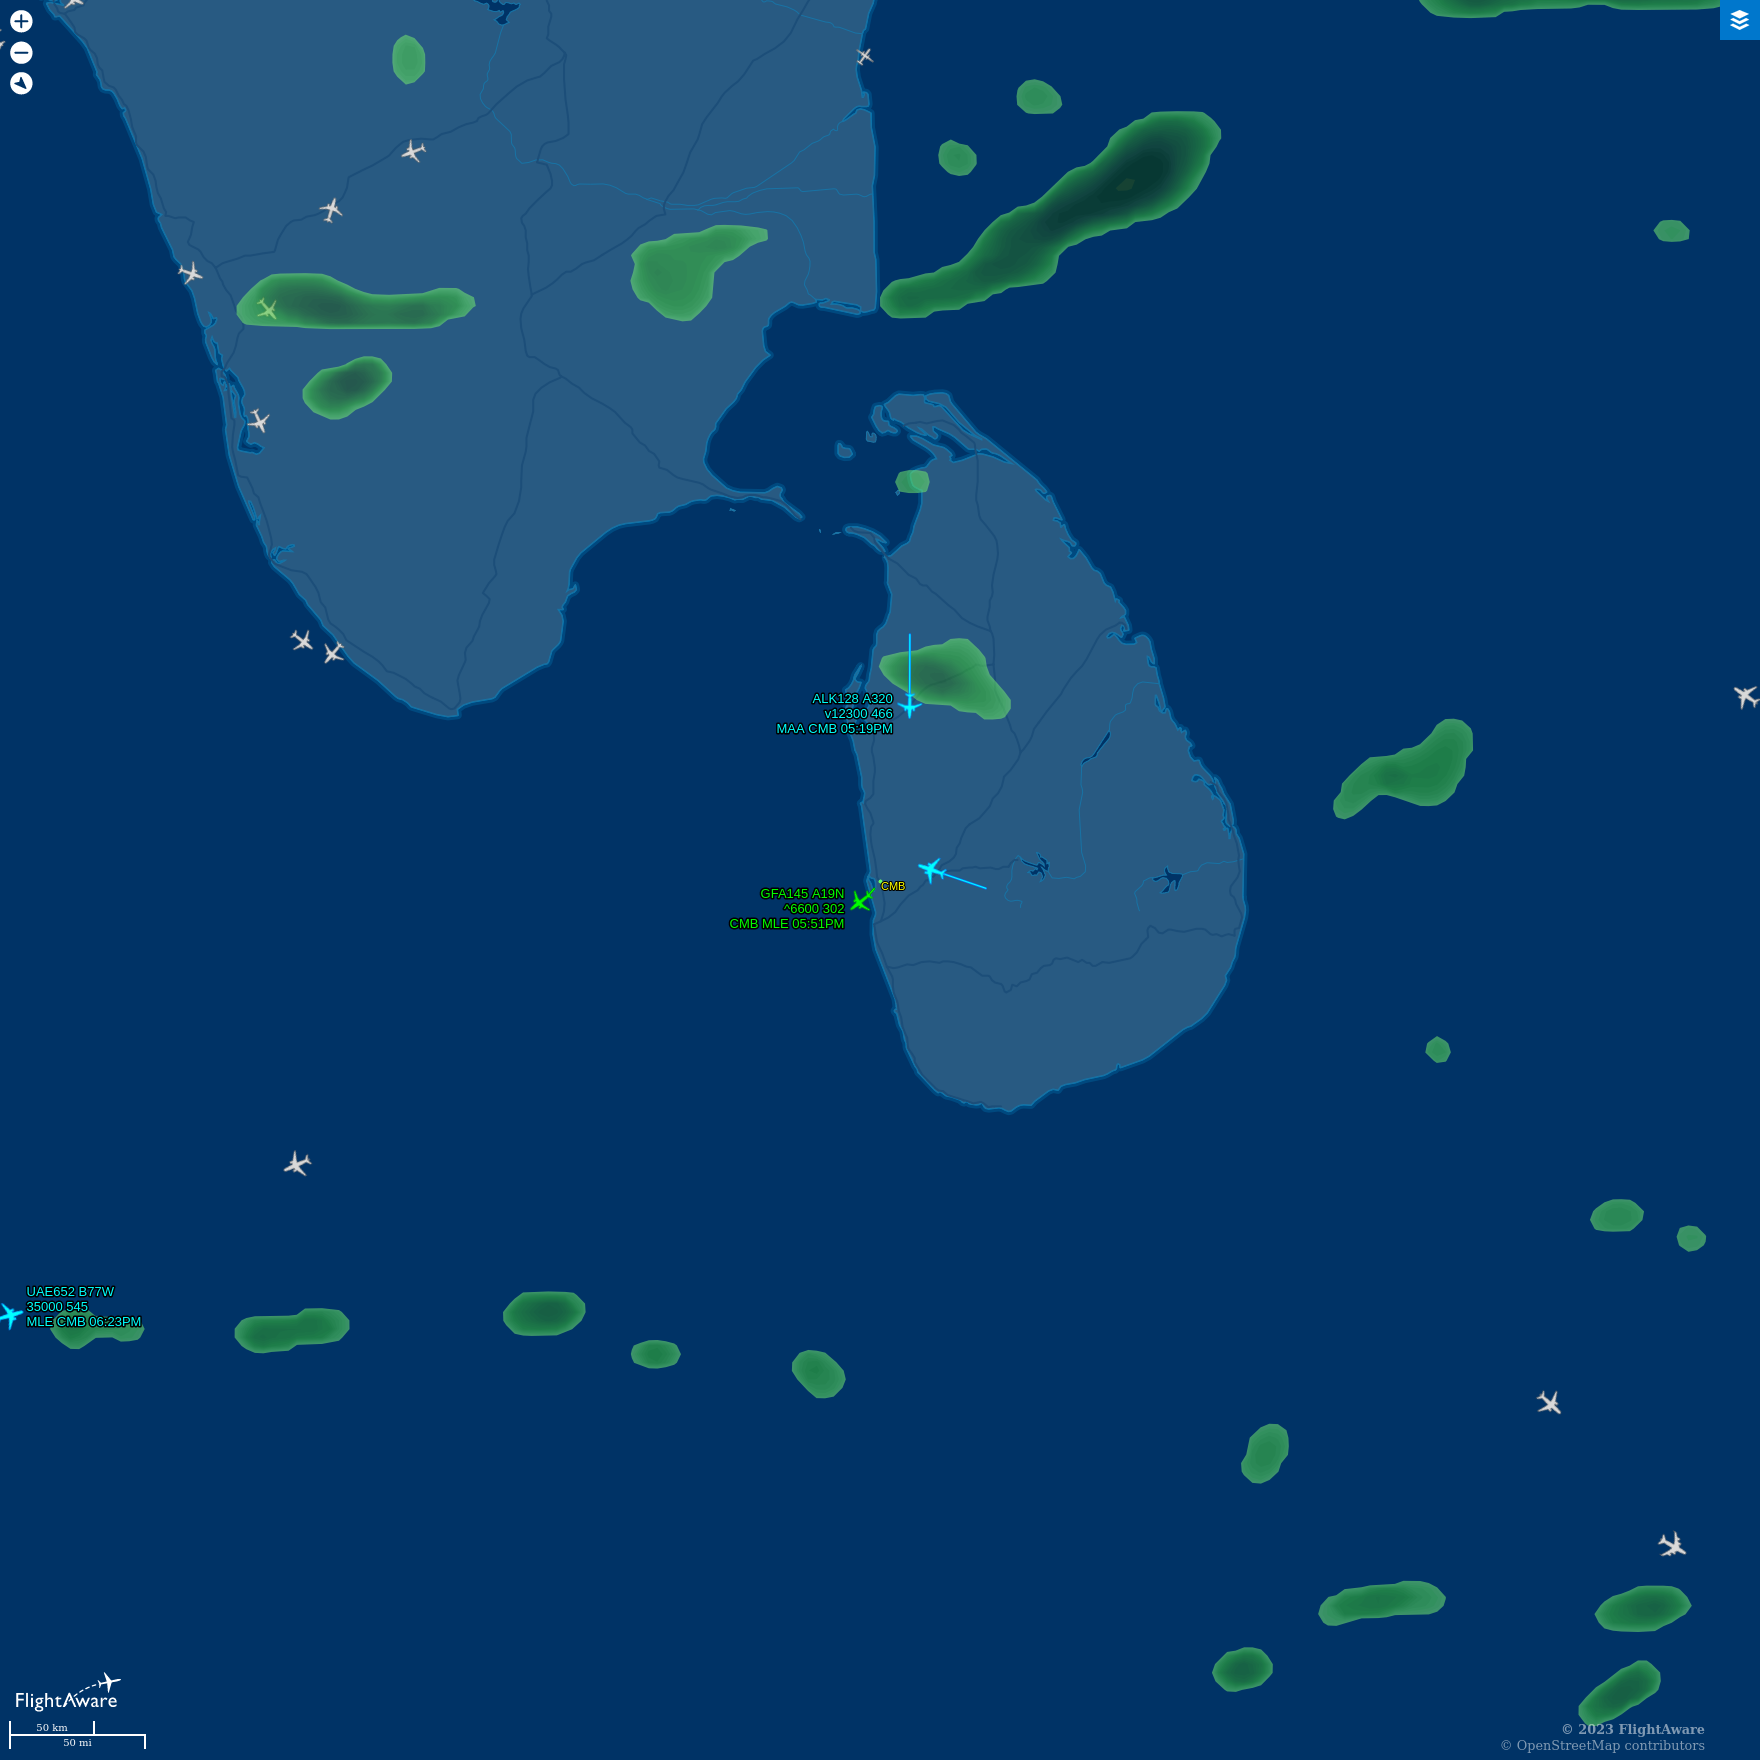 ALK128 A320
v12300 466
MAA CMB 05:19PM
CMB
GFA145 A19N
^6600 302
CMB MLE 05:51PM
UAE652 B77W
35000 545
MLE CMB 06:23PM
FlightAware
50 km
50 mi
© 2023 FlightAware
© OpenStreetMap contributors